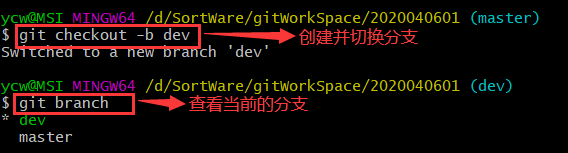 ycw@MSI MINGW64 /d/SortWare/gitWorkSpace/2020040601 (master)
$ git checkout -b dev 创建并切换分支
Switched to a new branch 'dev'
ycw@MSI MINGW64 /d/SortWare/gitWorkSpace/2020040601 (dev)
$ git branch 查看当前的分支
* dev
master